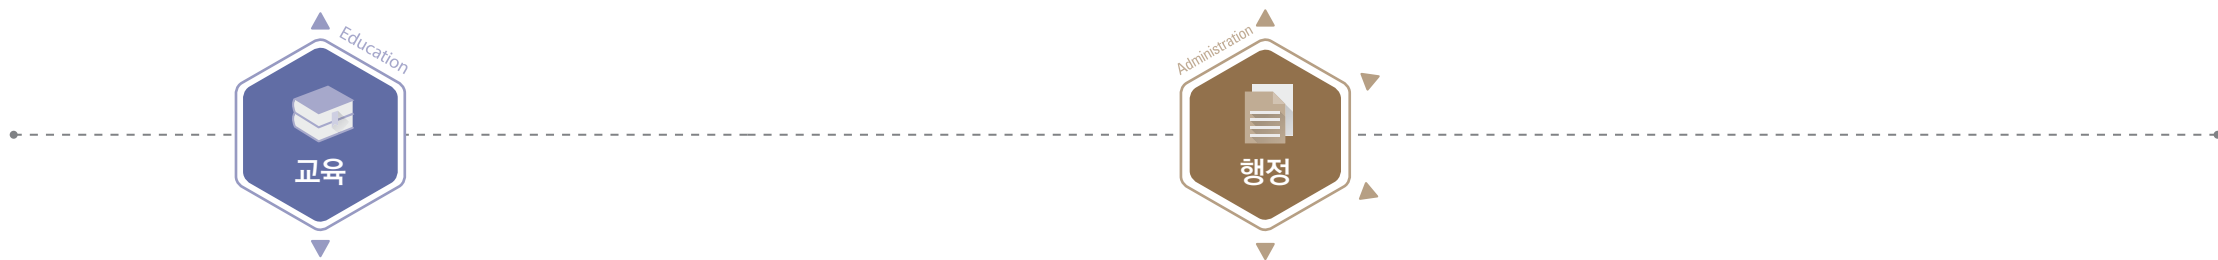 Education
교육
Administration
행정